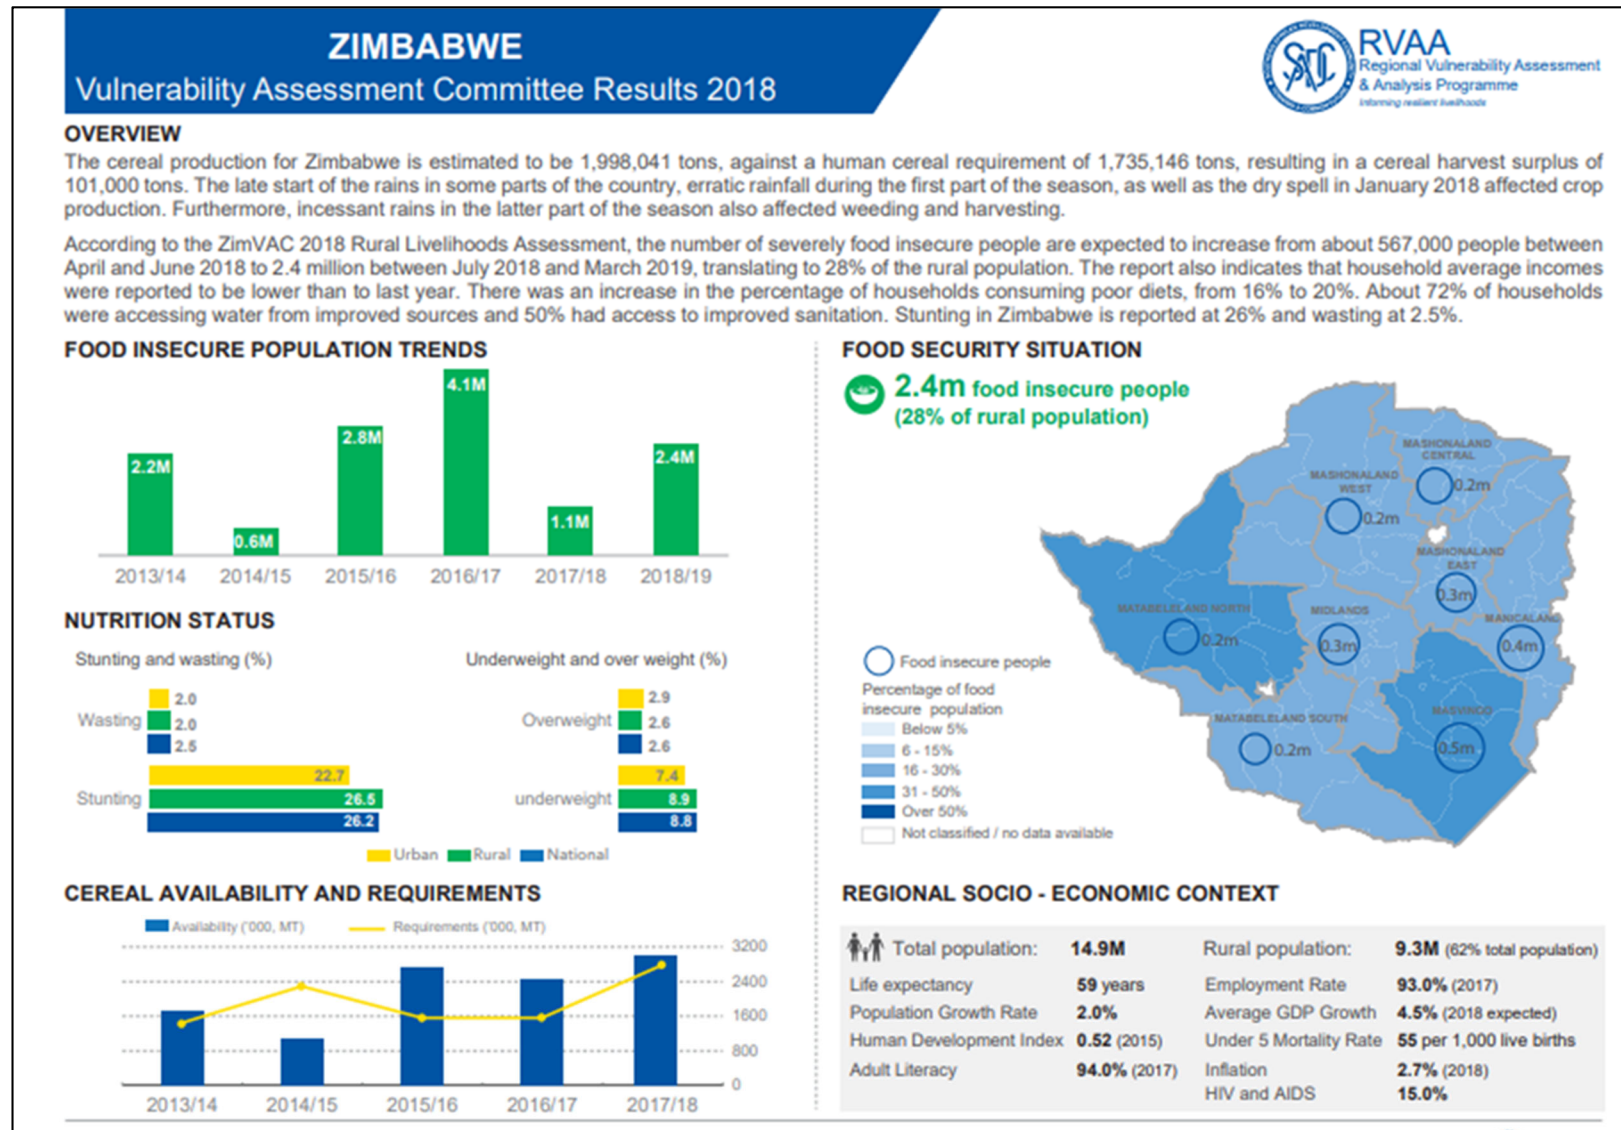 ZIMBABWE
Vulnerability Assessment Committee Results 2018
SADC
RVAA
Regional Vulnerability Assessment
& Analysis Programme
Informing resilient livelihoods
OVERVIEW
The cereal production for Zimbabwe is estimated to be 1,998,041 tons, against a human cereal requirement of 1,735,146 tons, resulting in a cereal harvest surplus of
101,000 tons. The late start of the rains in some parts of the country, erratic rainfall during the first part of the season, as well as the dry spell in January 2018 affected crop
production. Furthermore, incessant rains in the latter part of the season also affected weeding and harvesting.
According to the ZimVAC 2018 Rural Livelihoods Assessment, the number of severely food insecure people are expected to increase from about 567,000 people between
April and June 2018 to 2.4 million between July 2018 and March 2019, translating to 28% of the rural population. The report also indicates that household average incomes
were reported to be lower than to last year. There was an increase in the percentage of households consuming poor diets, from 16% to 20%. About 72% of households
were accessing water from improved sources and 50% had access to improved sanitation. Stunting in Zimbabwe is reported at 26% and wasting at 2.5%.
FOOD INSECURE POPULATION TRENDS
2.2M
0.6M
2.8M
4.1M
1.1M
2.4M
2013/14 2014/15 2015/16 2016/17 2017/18 2018/19
NUTRITION STATUS
Stunting and wasting (%)
Wasting
2.0
2.0
2.5
Stunting
22.7
26.5
26.2
Underweight and over weight (%)
Overweight
2.9
2.6
2.6
underweight
7.4
8.9
8.8
Urban Rural National
CEREAL AVAILABILITY AND REQUIREMENTS
Availability ('000, MT) Requirements ('000, MT)
3200
2400
1600
800
0
2013/14 2014/15 2015/16 2016/17 2017/18
FOOD SECURITY SITUATION
2.4m food insecure people
(28% of rural population)
MASHONALAND
CENTRAL
0.2m
MASHONALAND
WEST
0.2m
MASHONALAND
EAST
0.3m
MATABELELAND NORTH
0.2m
MIDLANDS
0.3m
MANICALAND
0.4m
MATABELELAND SOUTH
0.2m
MASVINGO
0.5m
Food insecure people
Percentage of food
insecure population
Below 5%
6 - 15%
16 - 30%
31 - 50%
Over 50%
Not classified / no data available
REGIONAL SOCIO - ECONOMIC CONTEXT
Total population: 14.9M Rural population: 9.3M (62% total population)
Life expectancy 59 years Employment Rate 93.0% (2017)
Population Growth Rate 2.0% Average GDP Growth 4.5% (2018 expected)
Human Development Index 0.52 (2015) Under 5 Mortality Rate 55 per 1,000 live births
Adult Literacy 94.0% (2017) Inflation 2.7% (2018)
HIV and AIDS 15.0%